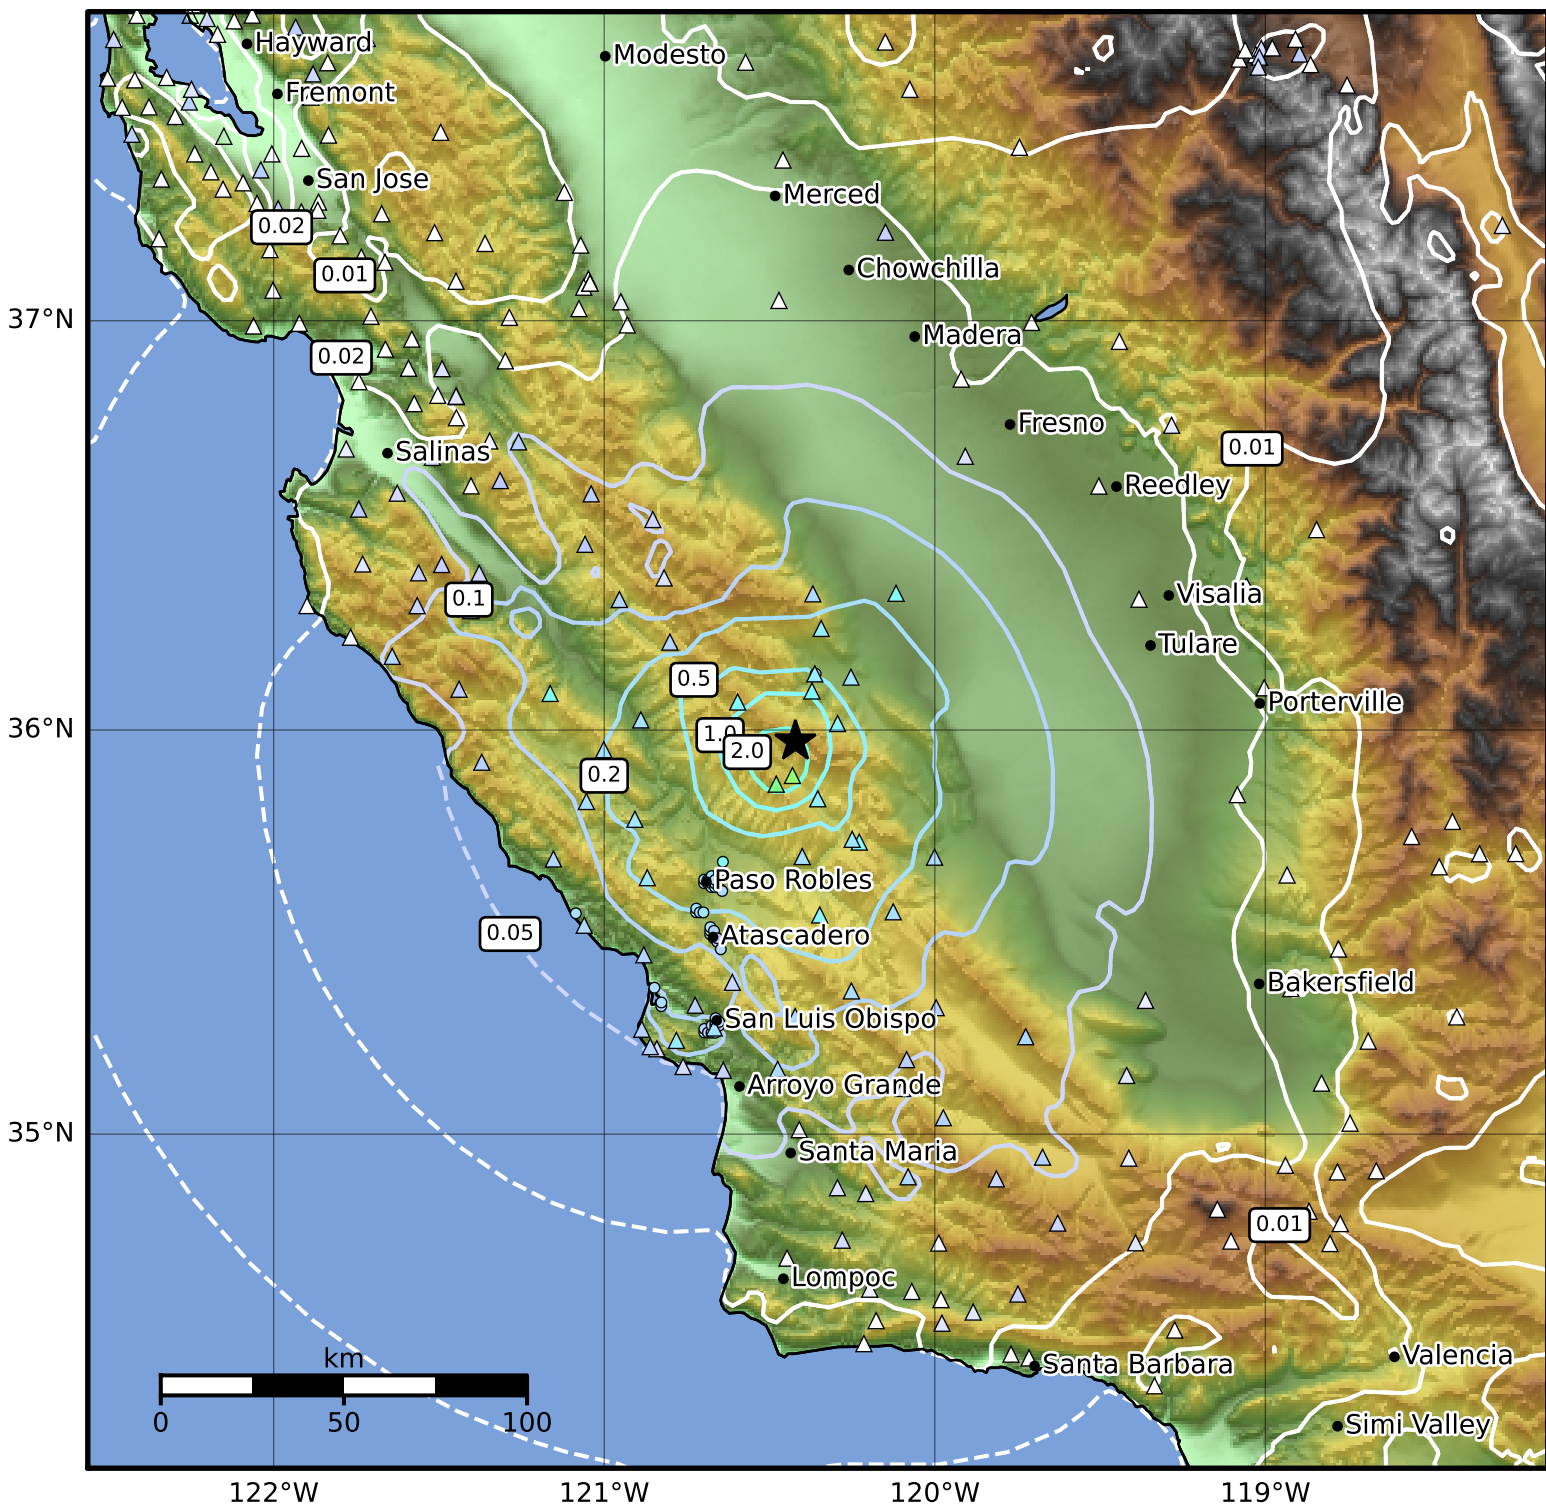 Hayward
Modesto
Fremont
San Jose
Merced
0.02
Chowchilla
0.01
37°N
Madera
0.02
Fresno
0.01
Salinas
Reedley
0.1
Visalia
Tulare
0.5
Porterville
36°N
1.0
2.0
0.2
Paso Robles
0.05
Atascadero
Bakersfield
San Luis Obispo
Arroyo Grande
35°N
Santa Maria
0.01
Lompoc
km
Santa Barbara
Valencia
0
50
100
Simi Valley
122°W
121°W
120°W
119°W